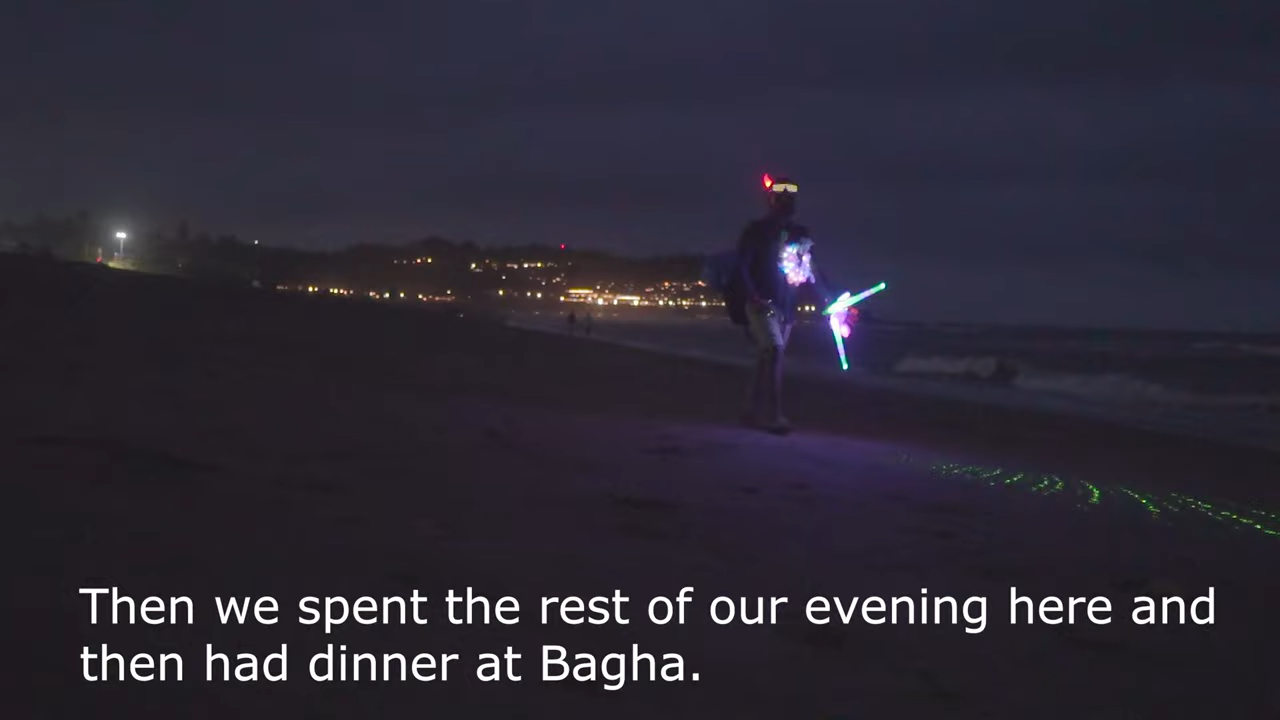 Then we spent the rest of our evening here and
then had dinner at Bagha.